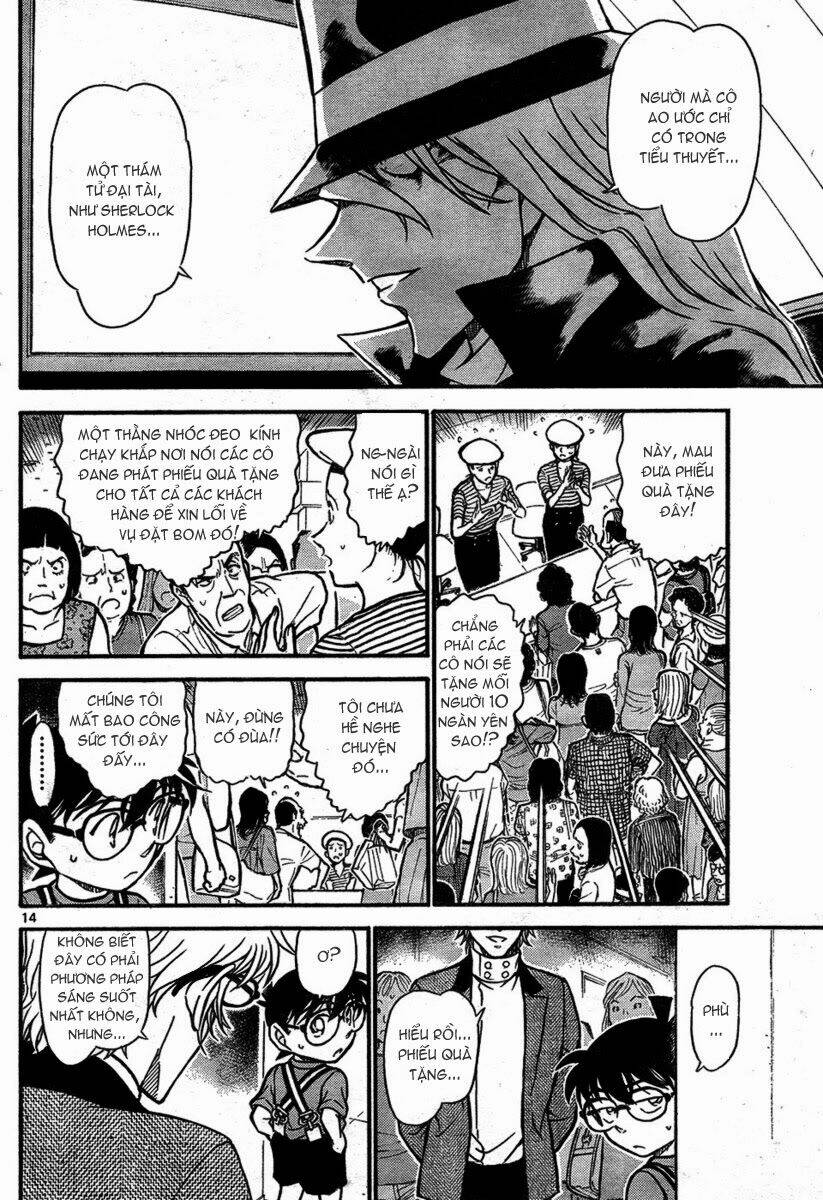 NGƯỜI MÀ CÔ
AO ƯỚC CHỈ
CÓ TRONG
TIỂU THUYẾT...
MỘT THÁM
TỬ ĐẠI TÀI,
NHƯ SHERLOCK
HOLMES...
NÀY, MAU
ĐƯA PHIẾU
QUÀ TẶNG
ĐÂY!
CHẲNG
PHẢI CÁC
CÔ NÓI SẼ
TẶNG MỖI
NGƯỜI 10
NGÀN YÊN
SAO!?
NG-NGÀI
NÓI GÌ
THẾ Ạ?
MỘT THẰNG NHÓC ĐEO KÍNH
CHẠY KHẮP NƠI NÓI CÁC CÔ
ĐANG PHÁT PHIẾU QUÀ TẶNG
CHO TẤT CẢ CÁC KHÁCH
HÀNG ĐỂ XIN LỖI VỀ
VỤ ĐẶT BOM ĐÓ!
TÔI CHƯA
HỀ NGHE
CHUYỆN
ĐÓ...
NÀY, ĐỪNG
CÓ ĐÙA!!
CHÚNG TÔI
MẤT BAO CÔNG
SỨC TỚI ĐÂY
ĐẤY...
14
PHÙ
...
HIỂU RỒI...
PHIẾU QUÀ
TẶNG...
Ơ?
KHÔNG BIẾT
ĐÂY CÓ PHẢI
PHƯƠNG PHÁP
SÁNG SUỐT
NHẤT KHÔNG,
NHƯNG...